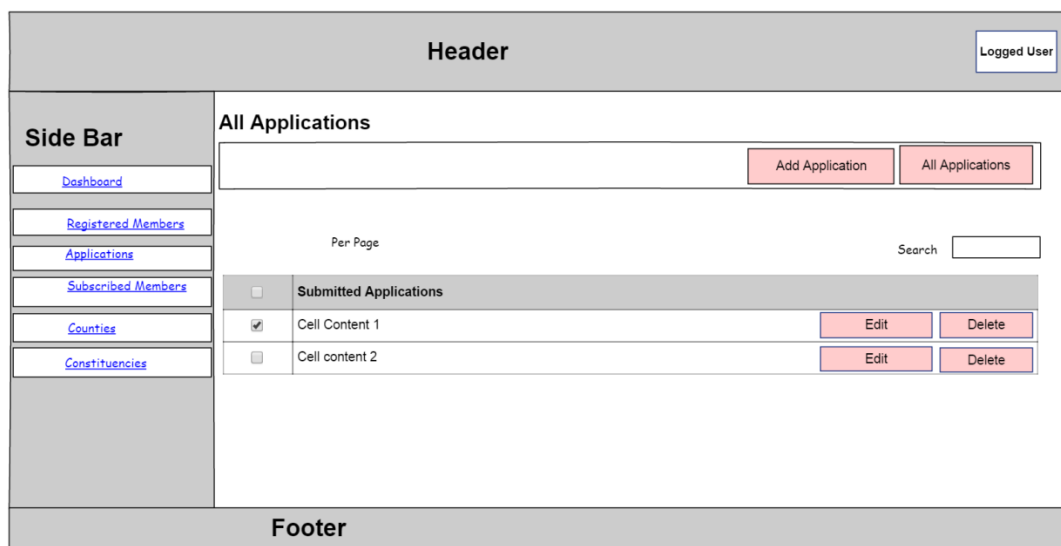 Header
Logged User
Side Bar
Dashboard
Registered Members
Applications
Subscribed Members
Counties
Constituencies
All Applications
Add Application
All Applications
Per Page
Search
Submitted Applications
Cell Content 1
Edit
Delete
Cell content 2
Edit
Delete
Footer